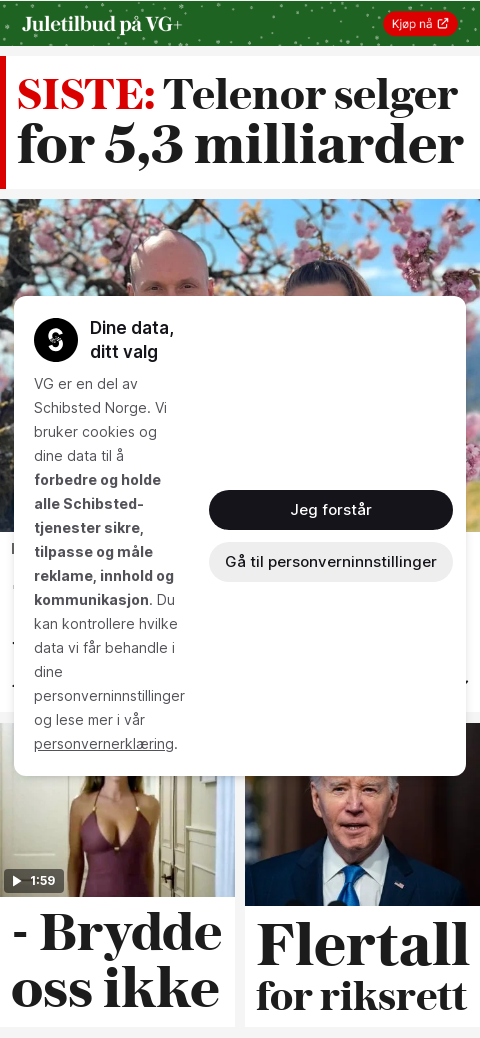 Juletilbud på VG+
Kjøp nå
SISTE: Telenor selger
for 5,3 milliarder
Dine data,
ditt valg
VG er en del av
Schibsted Norge. Vi
bruker cookies og
dine data til å
forbedre og holde
alle Schibsted-
tjenester sikre,
tilpasse og måle
reklame, innhold og
kommunikasjon. Du
kan kontrollere hvilke
data vi får behandle i
dine
personverninnstillinger
og lese mer i vår
personvernerklæring.
Jeg forstår
Gå til personverninnstillinger
1:59
- Brydde
oss ikke
Flertall
for riksrett